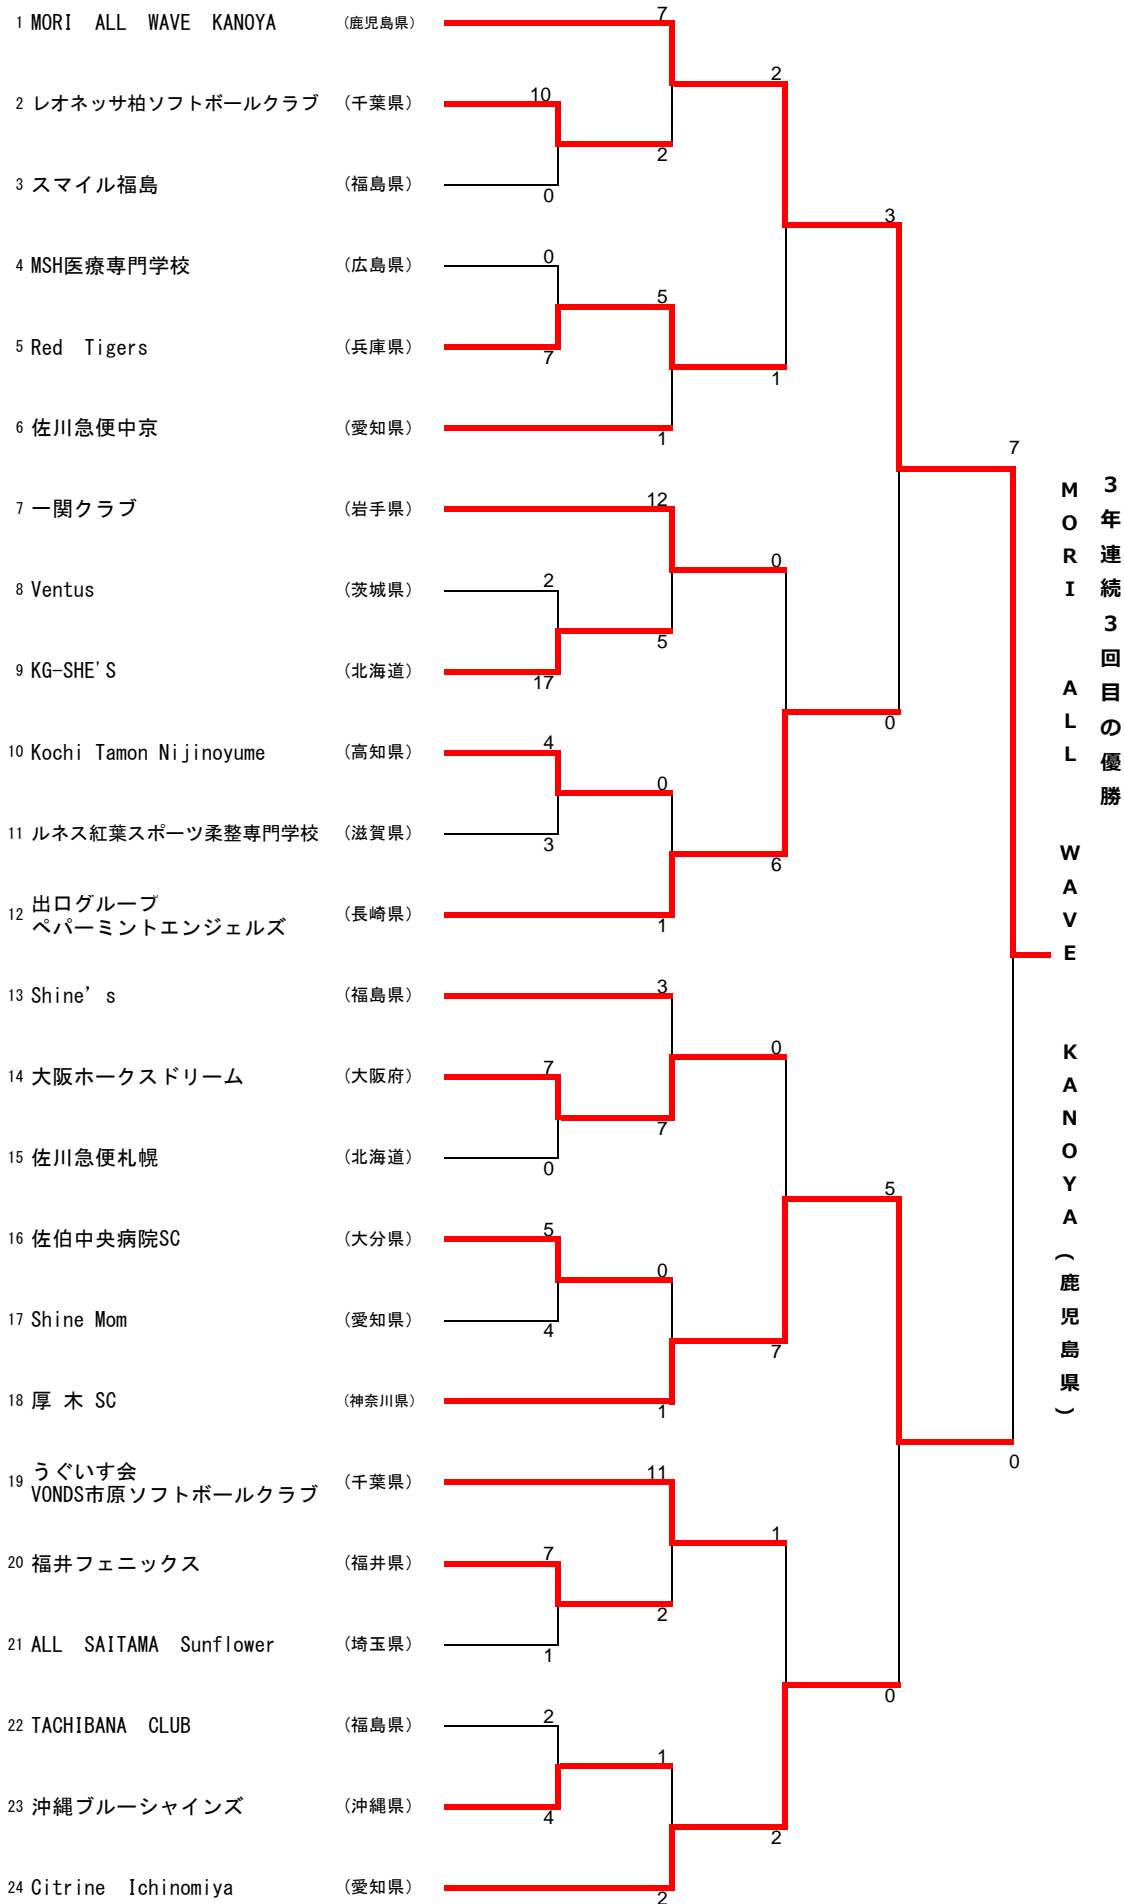 1 MORI ALL WAVE KANOYA (鹿児島県) 7
2
2 レオネッサ柏ソフトボールクラブ (千葉県) 10
2
3 スマイル福島 (福島県) 0
3
4 MSH医療専門学校 (広島県) 0
5
5 Red Tigers (兵庫県) 7
1
6 佐川急便中京 (愛知県) 1
7
7 一関クラブ (岩手県) 12
0
8 Ventus (茨城県) 2
5
9 KG-SHE'S (北海道) 17
0
10 Kochi Tamon Nijinoyume (高知県) 4
0
11 ルネス紅葉スポーツ柔整専門学校 (滋賀県) 3
6
12 出口グループ
ペパーミントエンジェルズ (長崎県) 1
13 Shine’s (福島県) 3
0
14 大阪ホークスドリーム (大阪府) 7
7
15 佐川急便札幌 (北海道) 0
5
16 佐伯中央病院SC (大分県) 5
0
17 Shine Mom (愛知県) 4
7
18 厚 木 SC (神奈川県) 1
0
19 うぐいす会
VONDS市原ソフトボールクラブ (千葉県) 11
1
20 福井フェニックス (福井県) 7
2
21 ALL SAITAMA Sunflower (埼玉県) 1
0
22 TACHIBANA CLUB (福島県) 2
1
23 沖縄ブルーシャインズ (沖縄県) 4
2
24 Citrine Ichinomiya (愛知県) 2
3年連続3回目の優勝
MORI ALL WAVE KANOYA(鹿児島県)